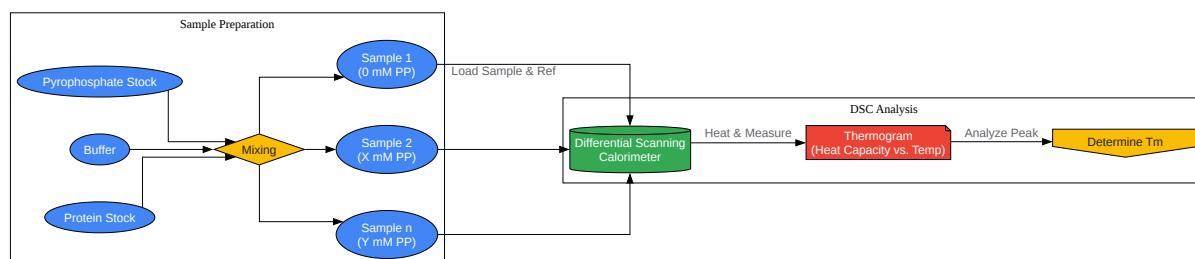 Sample Preparation
Pyrophosphate Stock
Buffer
Protein Stock
Mixing
Sample 1
(0 mM PP)
Sample 2
(X mM PP)
Sample n
(Y mM PP)
Load Sample & Ref
DSC Analysis
Differential Scanning
Calorimeter
Heat & Measure
Thermogram
(Heat Capacity vs. Temp)
Analyze Peak
Determine Tm